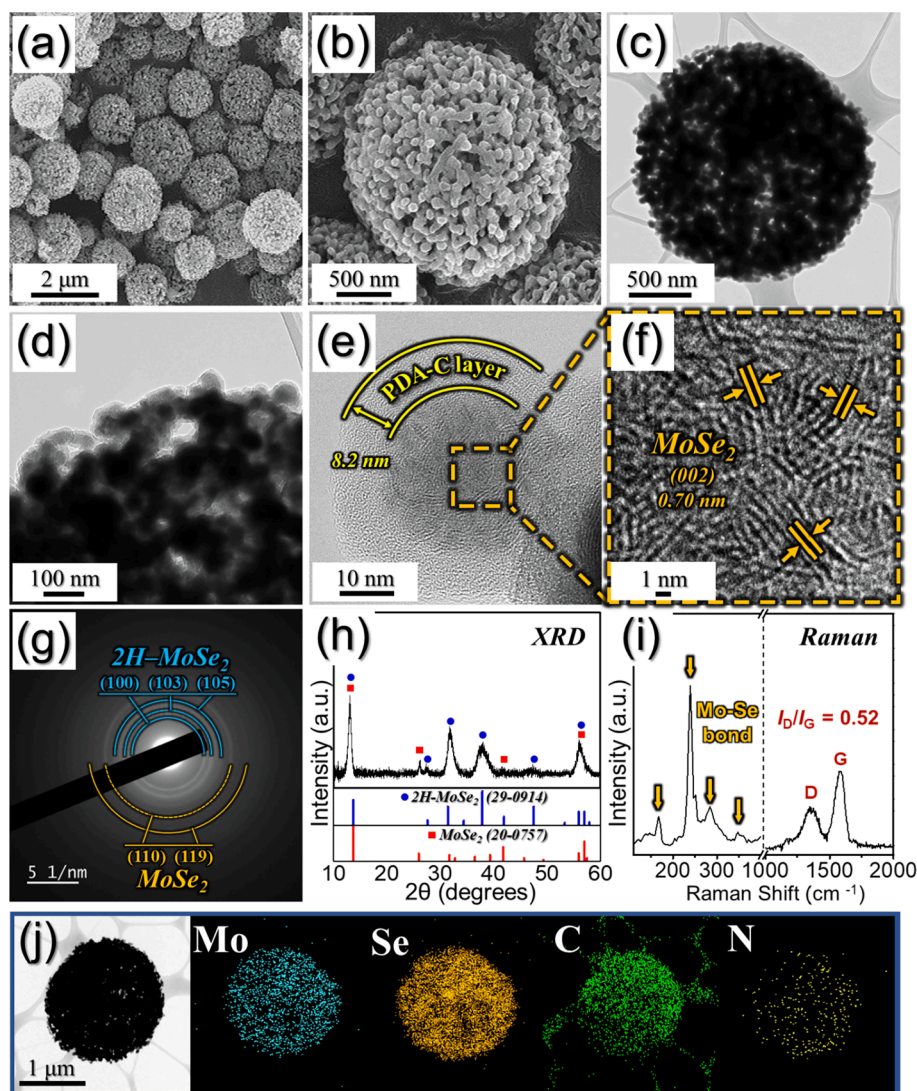 (a)
2 μm
(b)
500 nm
(c)
500 nm
(d)
100 nm
(e)
PDA-C layer
8.2 nm
10 nm
(f)
MoSe2
(002)
0.70 nm
1 nm
(g)
2H–MoSe2
(100) (103) (105)
(110) (119)
MoSe2
5 1/nm
(h)
XRD
Intensity (a.u.)
2H-MoSe2 (29-0914)
MoSe2 (20-0757)
10 20 30 40 50 60
2θ (degrees)
(i)
Raman
Mo-Se
bond
ID/IG = 0.52
D
G
Intensity (a.u.)
200 300 400 1000 1500 2000
Raman Shift (cm -1)
(j)
1 μm
Mo
Se
C
N